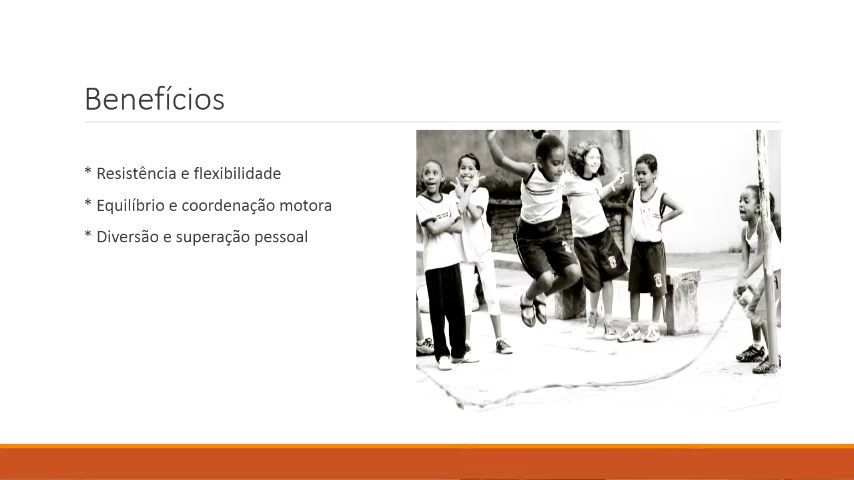 Benefícios
* Resistência e flexibilidade
* Equilíbrio e coordenação motora
* Diversão e superação pessoal